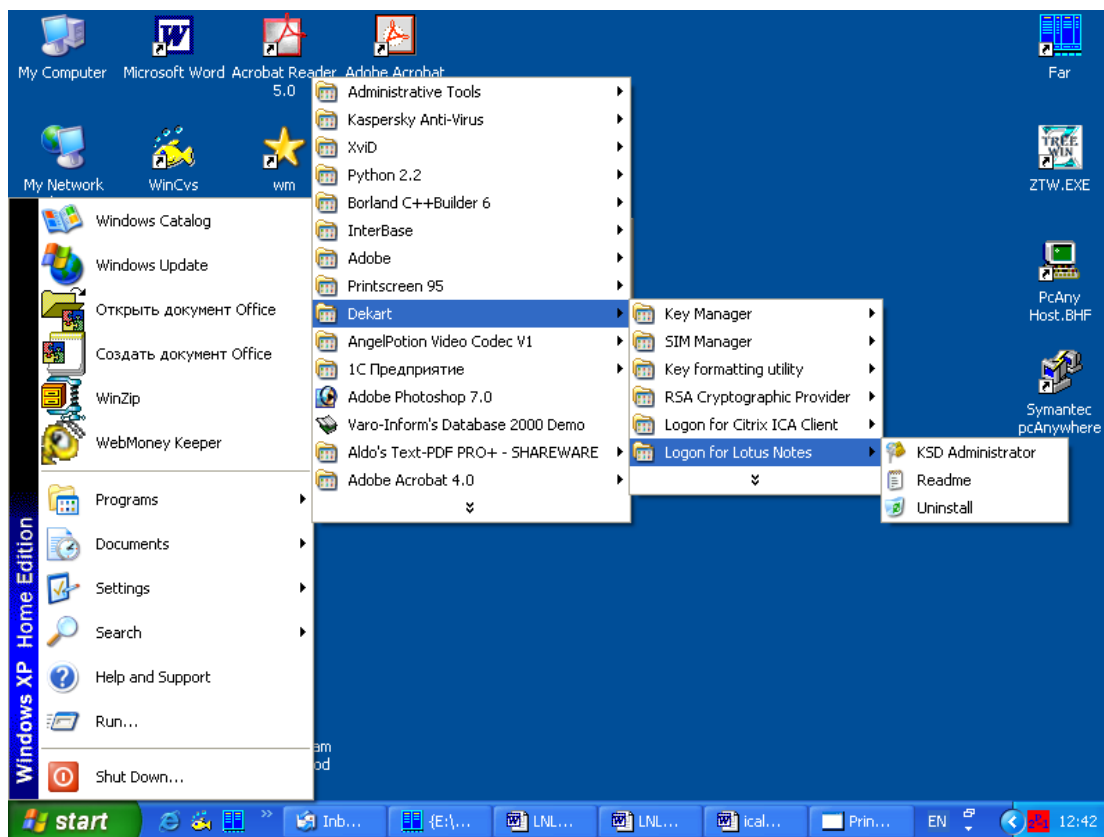 My Computer
Microsoft Word
Acrobat Reader
5.0
Adobe Acrobat
Far
My Network
WinCvs
wm
TREE
WIN
ZTW.EXE
PcAny
Host.BHF
Symantec
pcAnywhere
Windows Catalog
Windows Update
Открыть документ Office
Создать документ Office
WinZip
WebMoney Keeper
Programs
Documents
Settings
Search
Help and Support
Run...
Shut Down...
Windows XP Home Edition
Administrative Tools
Kaspersky Anti-Virus
XviD
Python 2.2
Borland C++Builder 6
InterBase
Adobe
Printscreen 95
Dekart
AngelPotion Video Codec V1
1С Предприятие
Adobe Photoshop 7.0
Varo-Inform's Database 2000 Demo
Aldo's Text-PDF PRO+ - SHAREWARE
Adobe Acrobat 4.0
Key Manager
SIM Manager
Key formatting utility
RSA Cryptographic Provider
Logon for Citrix ICA Client
Logon for Lotus Notes
KSD Administrator
Readme
Uninstall
am
od
start
Inb...
{E:\...
LNL...
LNL...
ical...
Prin...
EN
12:42